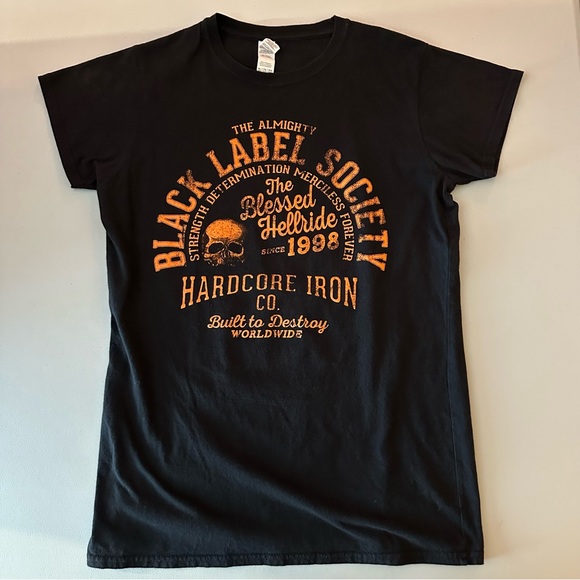 THE ALMIGHTY
BLACK LABEL SOCIETY
STRENGTH DETERMINATION MERCILESS FOREVER
The
Blessed
Hellride
SINCE 1998
HARDCORE IRON
CO.
Built to Destroy
WORLDWIDE